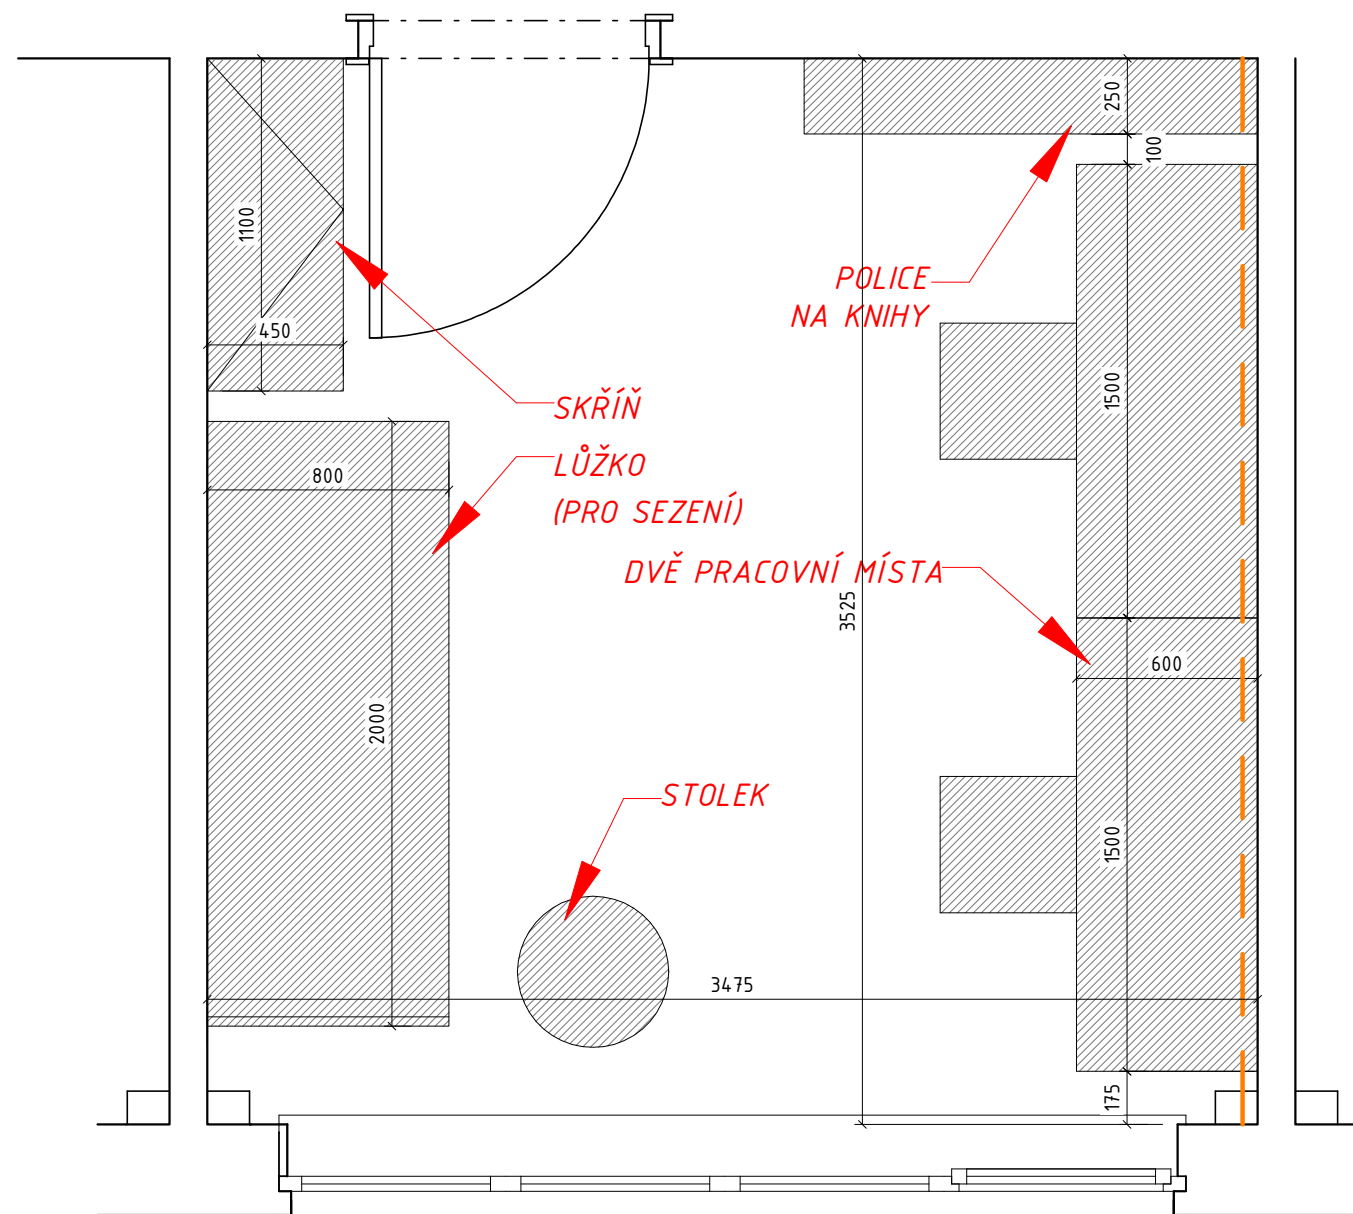 250
100
1100
POLICE
NA KNIHY
450
1500
SKŘÍŇ
LŮŽKO
800
(PRO SEZENÍ)
DVĚ PRACOVNÍ MÍSTA
3525
600
2000
STOLEK
1500
3475
175